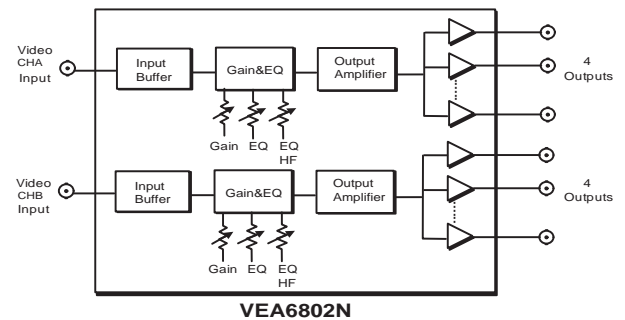 Video
CHA
Input
Input
Buffer
Gain&EQ
Output
Amplifier
4
Outputs
Gain EQ EQ
HF
Video
CHB
Input
Input
Buffer
Gain&EQ
Output
Amplifier
4
Outputs
Gain EQ EQ
HF
VEA6802N